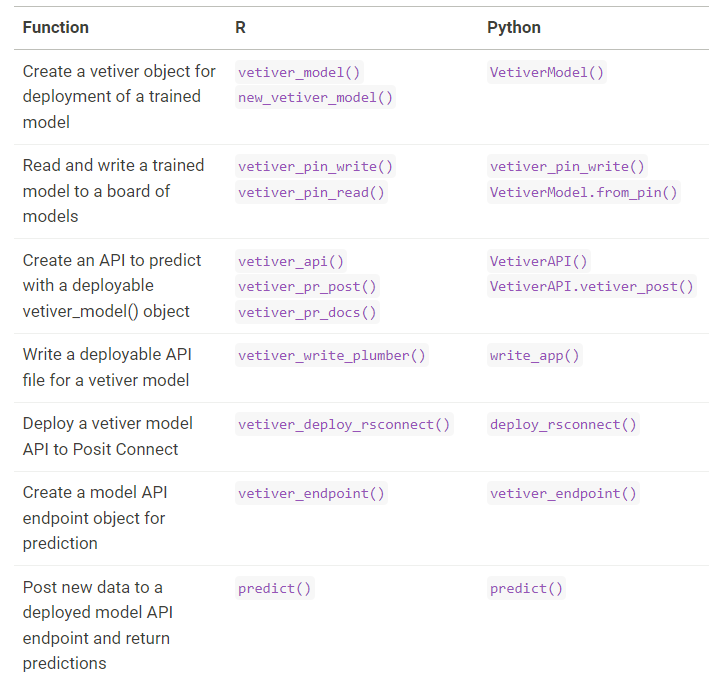 Function R Python
Create a vetiver object for vetiver_model() VetiverModel()
deployment of a trained new_vetiver_model()
model
Read and write a trained vetiver_pin_write() vetiver_pin_write()
model to a board of vetiver_pin_read() VetiverModel.from_pin()
models
Create an API to predict vetiver_api() VetiverAPI()
with a deployable vetiver_pr_post() VetiverAPI.vetiver_post()
vetiver_model() object vetiver_pr_docs()
Write a deployable API vetiver_write_plumber() write_app()
file for a vetiver model
Deploy a vetiver model vetiver_deploy_rsconnect() deploy_rsconnect()
API to Posit Connect
Create a model API vetiver_endpoint() vetiver_endpoint()
endpoint object for
prediction
Post new data to a predict() predict()
deployed model API
endpoint and return
predictions